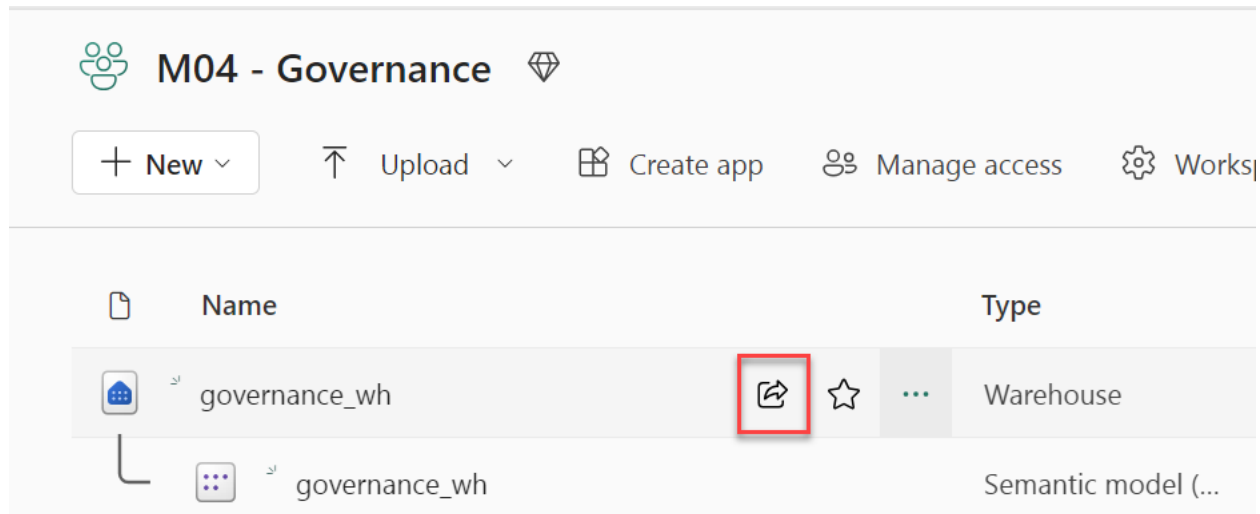 M04 - Governance
New Upload Create app Manage access Worksp
Name Type
governance_wh Warehouse
governance_wh Semantic model (...